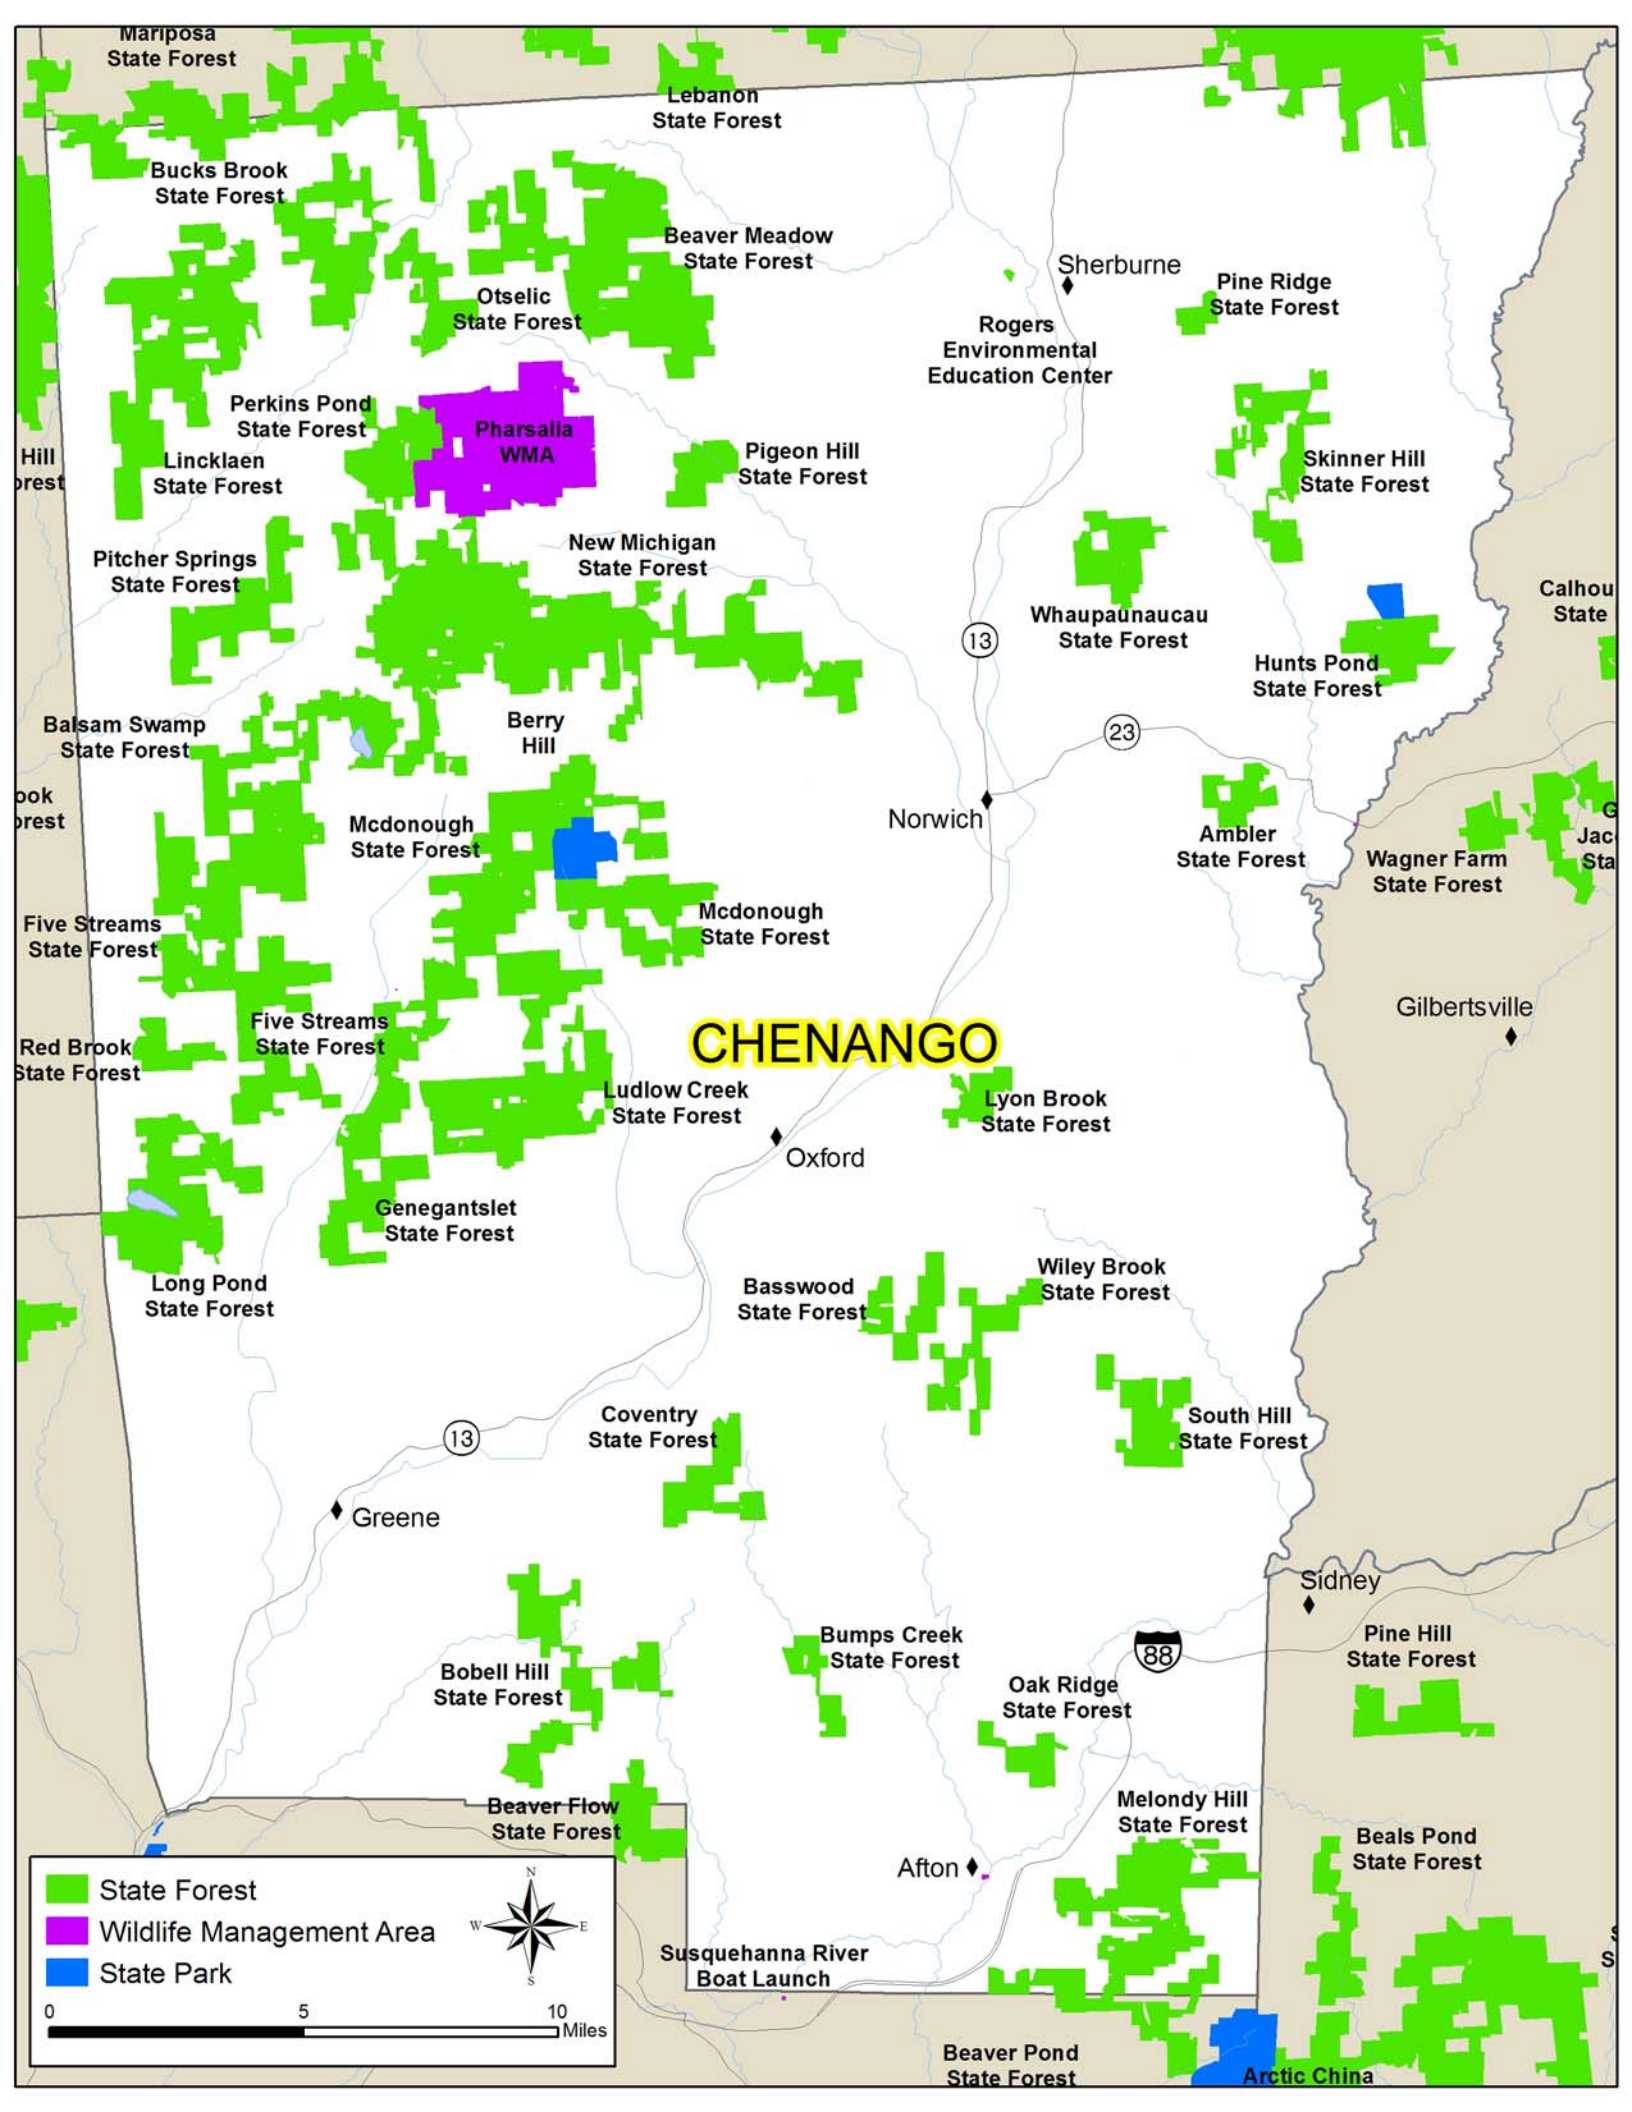 Mariposa
State Forest
Lebanon
State Forest
Bucks Brook
State Forest
Beaver Meadow
State Forest
Otselic
State Forest
Sherburne
Pine Ridge
State Forest
Rogers
Environmental
Education Center
Perkins Pond
State Forest
Pharsalia
WMA
Lincklaen
State Forest
Hill
orest
Pigeon Hill
State Forest
Skinner Hill
State Forest
Pitcher Springs
State Forest
New Michigan
State Forest
Whaupaunaucau
State Forest
Calhou
State
13
Hunts Pond
State Forest
Balsam Swamp
State Forest
Berry
Hill
23
ook
orest
Mcdonough
State Forest
Norwich
Ambler
State Forest
Wagner Farm
State Forest
G
Jac
Sta
Five Streams
State Forest
Mcdonough
State Forest
Gilbertsville
Five Streams
State Forest
Red Brook
State Forest
CHENANGO
Ludlow Creek
State Forest
Lyon Brook
State Forest
Oxford
Genegantslet
State Forest
Long Pond
State Forest
Basswood
State Forest
Wiley Brook
State Forest
Coventry
State Forest
South Hill
State Forest
13
Greene
Sidney
Bumps Creek
State Forest
88
Pine Hill
State Forest
Bobell Hill
State Forest
Oak Ridge
State Forest
Beaver Flow
State Forest
Melondy Hill
State Forest
Beals Pond
State Forest
Afton
State Forest
Wildlife Management Area
State Park
N
W
E
S
0 5 10
Miles
Susquehanna River
Boat Launch
S
S
Beaver Pond
State Forest
Arctic China